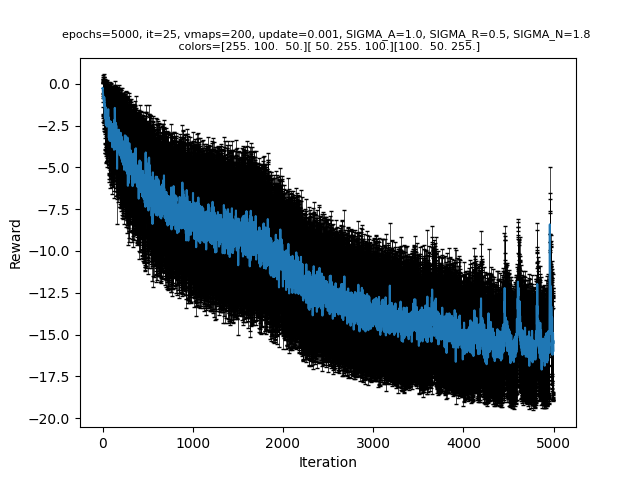 epochs=5000, it=25, vmaps=200, update=0.001, SIGMA_A=1.0, SIGMA_R=0.5, SIGMA_N=1.8
colors=[255. 100.  50.][ 50. 255. 100.][100.  50. 255.]
0.0
−2.5
−5.0
−7.5
−10.0
−12.5
−15.0
−17.5
−20.0
Reward
0 1000 2000 3000 4000 5000
Iteration